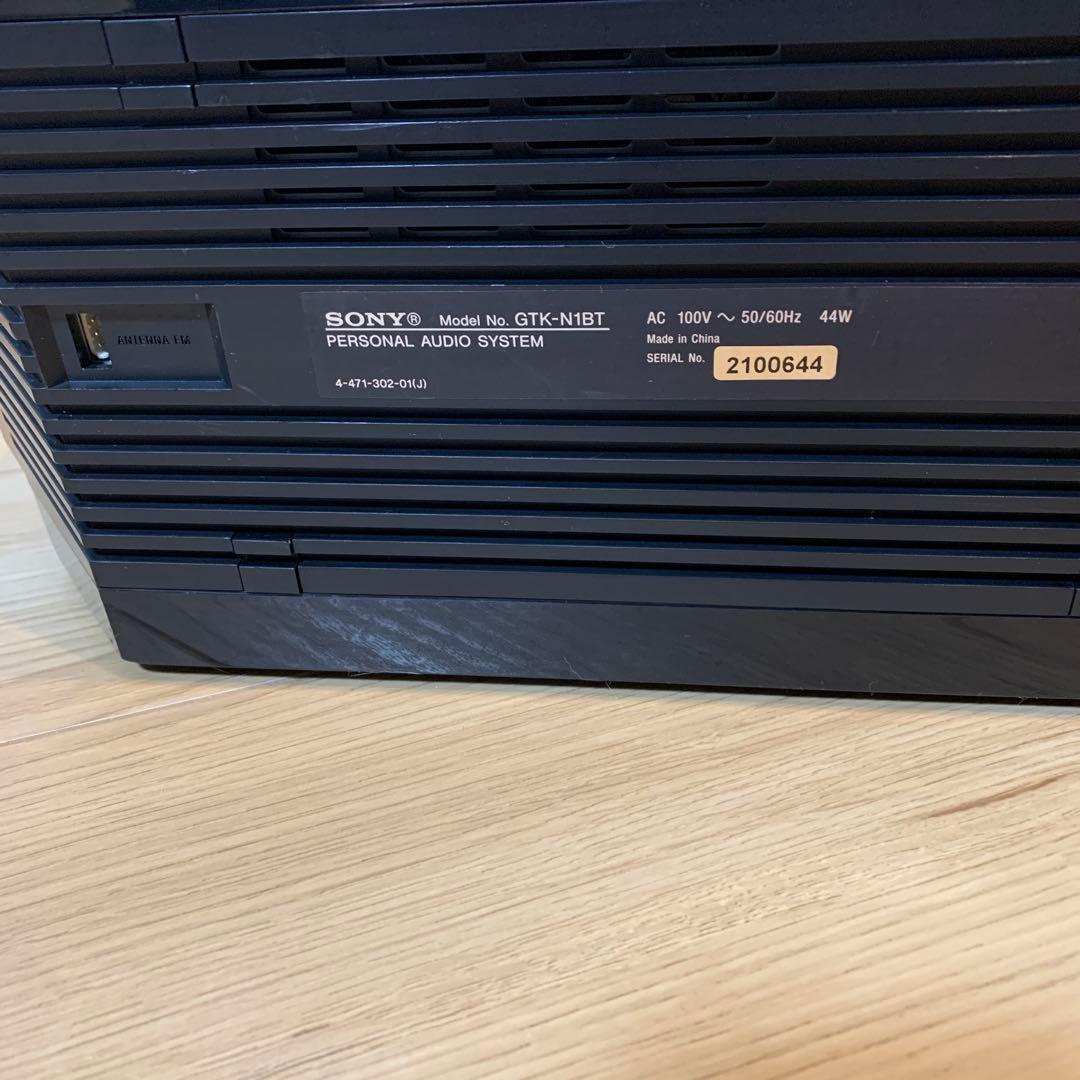 SONY® Model No. GTK-N1BT
PERSONAL AUDIO SYSTEM
4-471-302-01(J)
AC 100V ~ 50/60Hz 44W
Made in China
SERIAL No. 2100644
ANTENNA FM